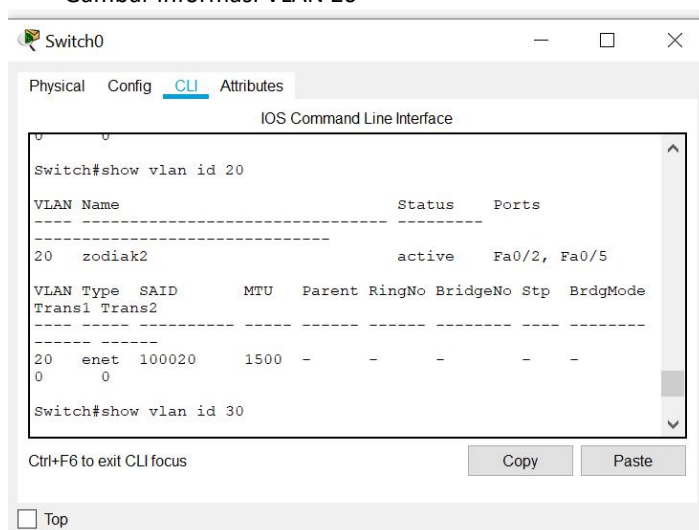 Gambar Informasi VLAN 20
Switch0
Physical Config CLI Attributes
IOS Command Line Interface
0 0
Switch#show vlan id 20
VLAN Name Status Ports
---- -------------------------------- ---------
-------------------------------
20 zodiak2 active Fa0/2, Fa0/5
VLAN Type SAID MTU Parent RingNo BridgeNo Stp BrdgMode
Trans1 Trans2
---- ----- ---------- ----- ------ ------ -------- ---- --------
------ ------
20 enet 100020 1500 - - - - -
0 0
Switch#show vlan id 30
Ctrl+F6 to exit CLI focus
Copy Paste
Top